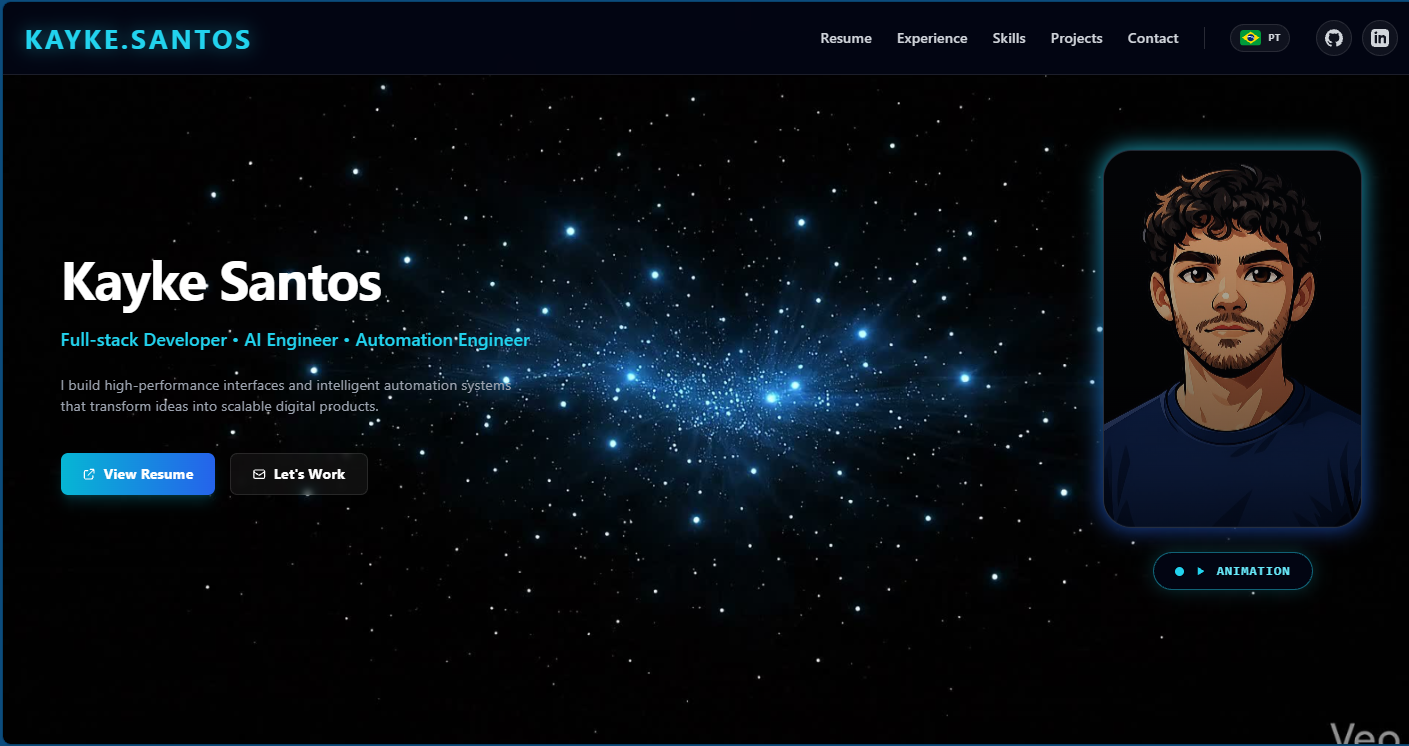 KAYKE.SANTOS
Resume Experience Skills Projects Contact PT
Kayke Santos
Full-stack Developer • AI Engineer • Automation Engineer
I build high-performance interfaces and intelligent automation systems
that transform ideas into scalable digital products.
View Resume Let's Work
ANIMATION
Veo